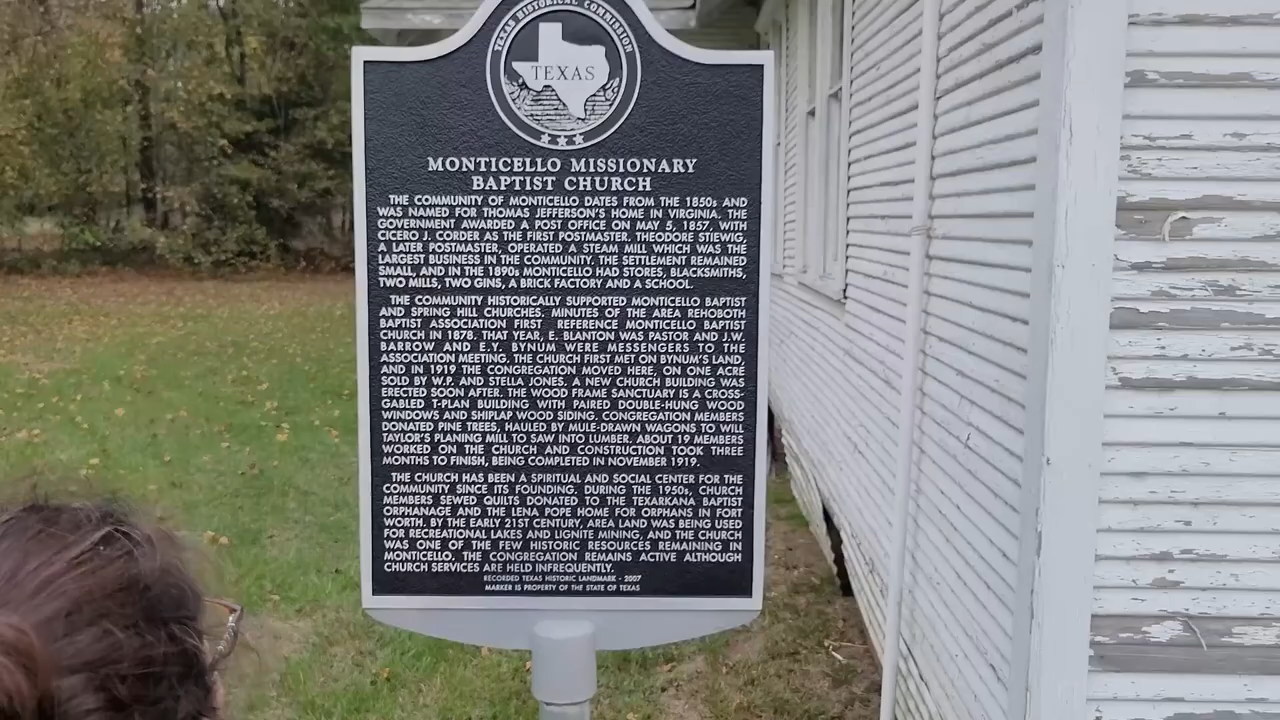 TEXAS HISTORICAL COMMISSION
TEXAS
MONTICELLO MISSIONARY
BAPTIST CHURCH
THE COMMUNITY OF MONTICELLO DATES FROM THE 1850s AND
WAS NAMED FOR THOMAS JEFFERSON'S HOME IN VIRGINIA. THE
GOVERNMENT AWARDED A POST OFFICE ON MAY 5, 1857, WITH
CICERO J. CORDER AS THE FIRST POSTMASTER. THEODORE STIEWIG,
A LATER POSTMASTER, OPERATED A STEAM MILL WHICH WAS THE
LARGEST BUSINESS IN THE COMMUNITY. THE SETTLEMENT REMAINED
SMALL, AND IN THE 1890s MONTICELLO HAD STORES, BLACKSMITHS,
TWO MILLS, TWO GINS, A BRICK FACTORY AND A SCHOOL.
THE COMMUNITY HISTORICALLY SUPPORTED MONTICELLO BAPTIST
AND SPRING HILL CHURCHES. MINUTES OF THE AREA REHOBOTH
BAPTIST ASSOCIATION FIRST REFERENCE MONTICELLO BAPTIST
CHURCH IN 1878. THAT YEAR, E. BLANTON WAS PASTOR AND J.W.
BARROW AND E.Y. BYNUM WERE MESSENGERS TO THE
ASSOCIATION MEETING. THE CHURCH FIRST MET ON BYNUM'S LAND,
AND IN 1919 THE CONGREGATION MOVED HERE, ON ONE ACRE
SOLD BY W.P. AND STELLA JONES. A NEW CHURCH BUILDING WAS
ERECTED SOON AFTER. THE WOOD FRAME SANCTUARY IS A CROSS-
GABLED T-PLAN BUILDING WITH PAIRED DOUBLE-HUNG WOOD
WINDOWS AND SHIPLAP WOOD SIDING. CONGREGATION MEMBERS
DONATED PINE TREES, HAULED BY MULE-DRAWN WAGONS TO WILL
TAYLOR'S PLANING MILL TO SAW INTO LUMBER. ABOUT 19 MEMBERS
WORKED ON THE CHURCH AND CONSTRUCTION TOOK THREE
MONTHS TO FINISH, BEING COMPLETED IN NOVEMBER 1919.
THE CHURCH HAS BEEN A SPIRITUAL AND SOCIAL CENTER FOR THE
COMMUNITY SINCE ITS FOUNDING. DURING THE 1950s, CHURCH
MEMBERS SEWED QUILTS DONATED TO THE TEXARKANA BAPTIST
ORPHANAGE AND THE LENA POPE HOME FOR ORPHANS IN FORT
WORTH. BY THE EARLY 21ST CENTURY, AREA LAND WAS BEING USED
FOR RECREATIONAL LAKES AND LIGNITE MINING, AND THE CHURCH
WAS ONE OF THE FEW HISTORIC RESOURCES REMAINING IN
MONTICELLO. THE CONGREGATION REMAINS ACTIVE ALTHOUGH
CHURCH SERVICES ARE HELD INFREQUENTLY.
RECORDED TEXAS HISTORIC LANDMARK - 2007
MARKER IS PROPERTY OF THE STATE OF TEXAS